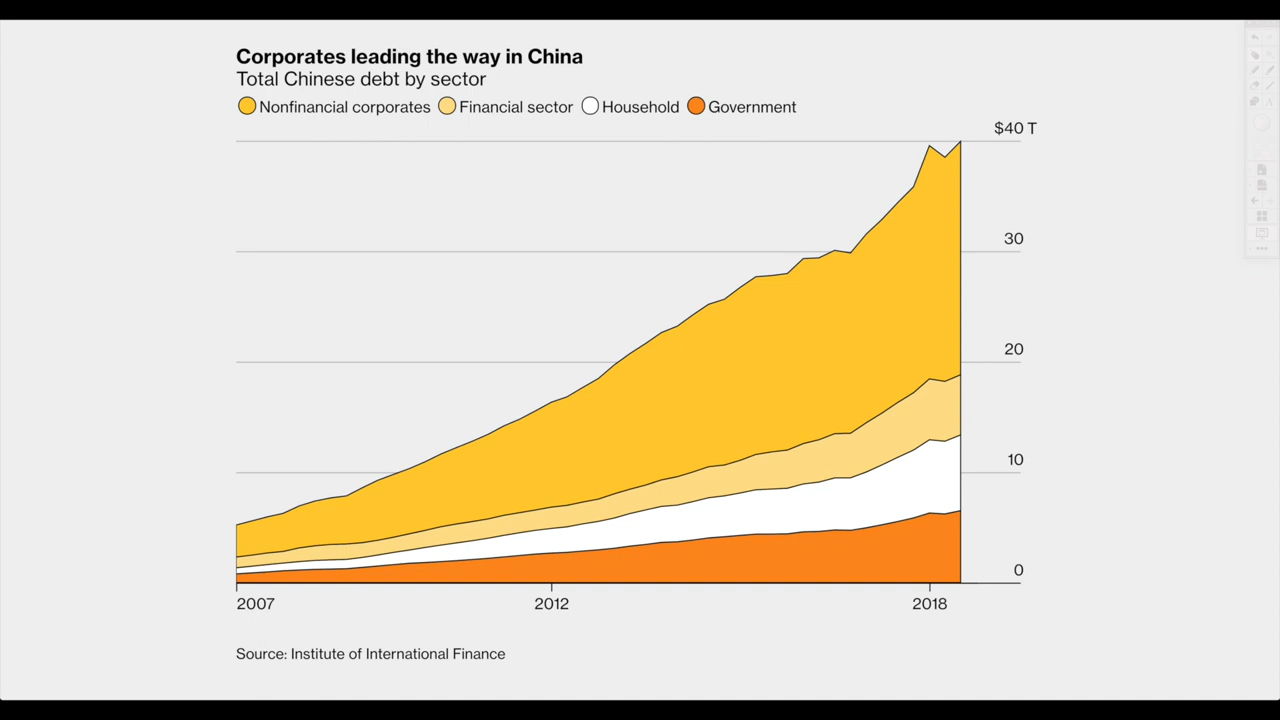 Corporates leading the way in China
Total Chinese debt by sector
Nonfinancial corporates Financial sector Household Government
$40 T
30
20
10
0
2007 2012 2018
Source: Institute of International Finance